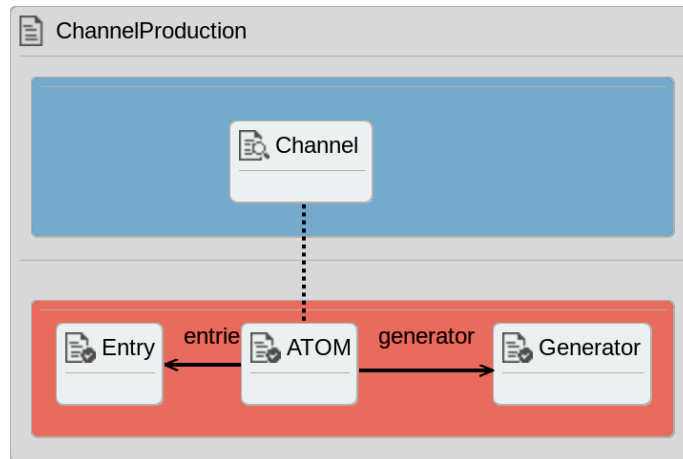 ChannelProduction
Channel
entrie
generator
Entry
ATOM
Generator